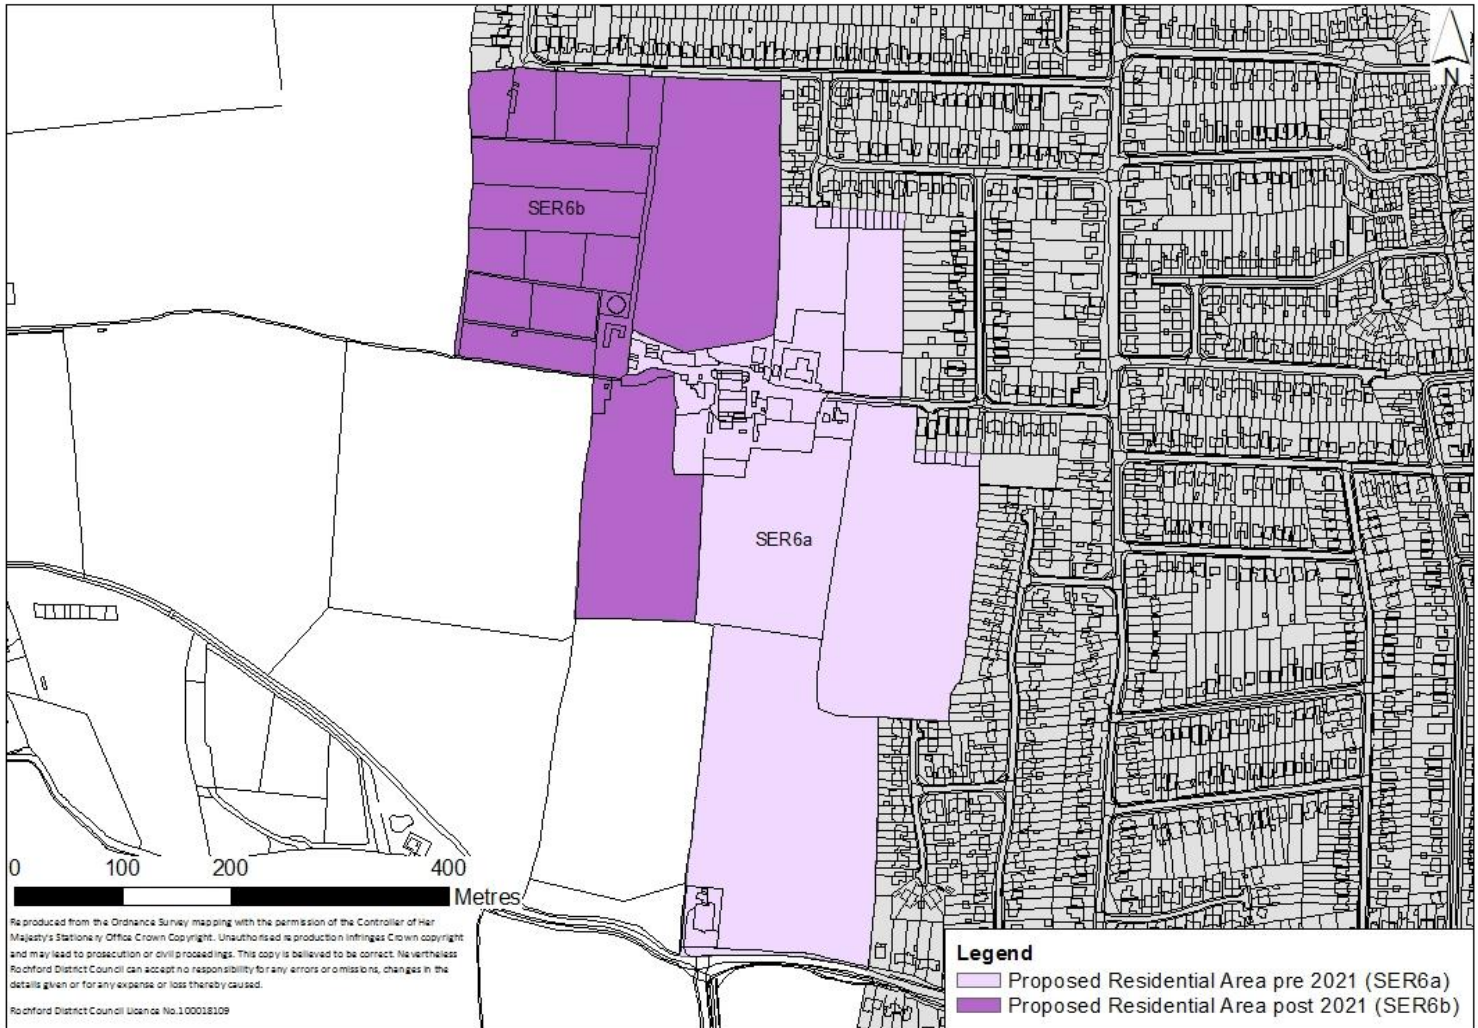 N
SER6b
SER6a
0 100 200 400
Metres
Reproduced from the Ordnance Survey mapping with the permission of the Controller of Her
Majesty's Stationery Office Crown Copyright. Unauthorised reproduction infringes Crown copyright
and may lead to prosecution or civil proceedings. This copy is believed to be correct. Nevertheless
Rochford District Council can accept no responsibility for any errors or omissions, changes in the
details given or for any expense or loss thereby caused.
Rochford District Council Licence No.100018109
Legend
Proposed Residential Area pre 2021 (SER6a)
Proposed Residential Area post 2021 (SER6b)